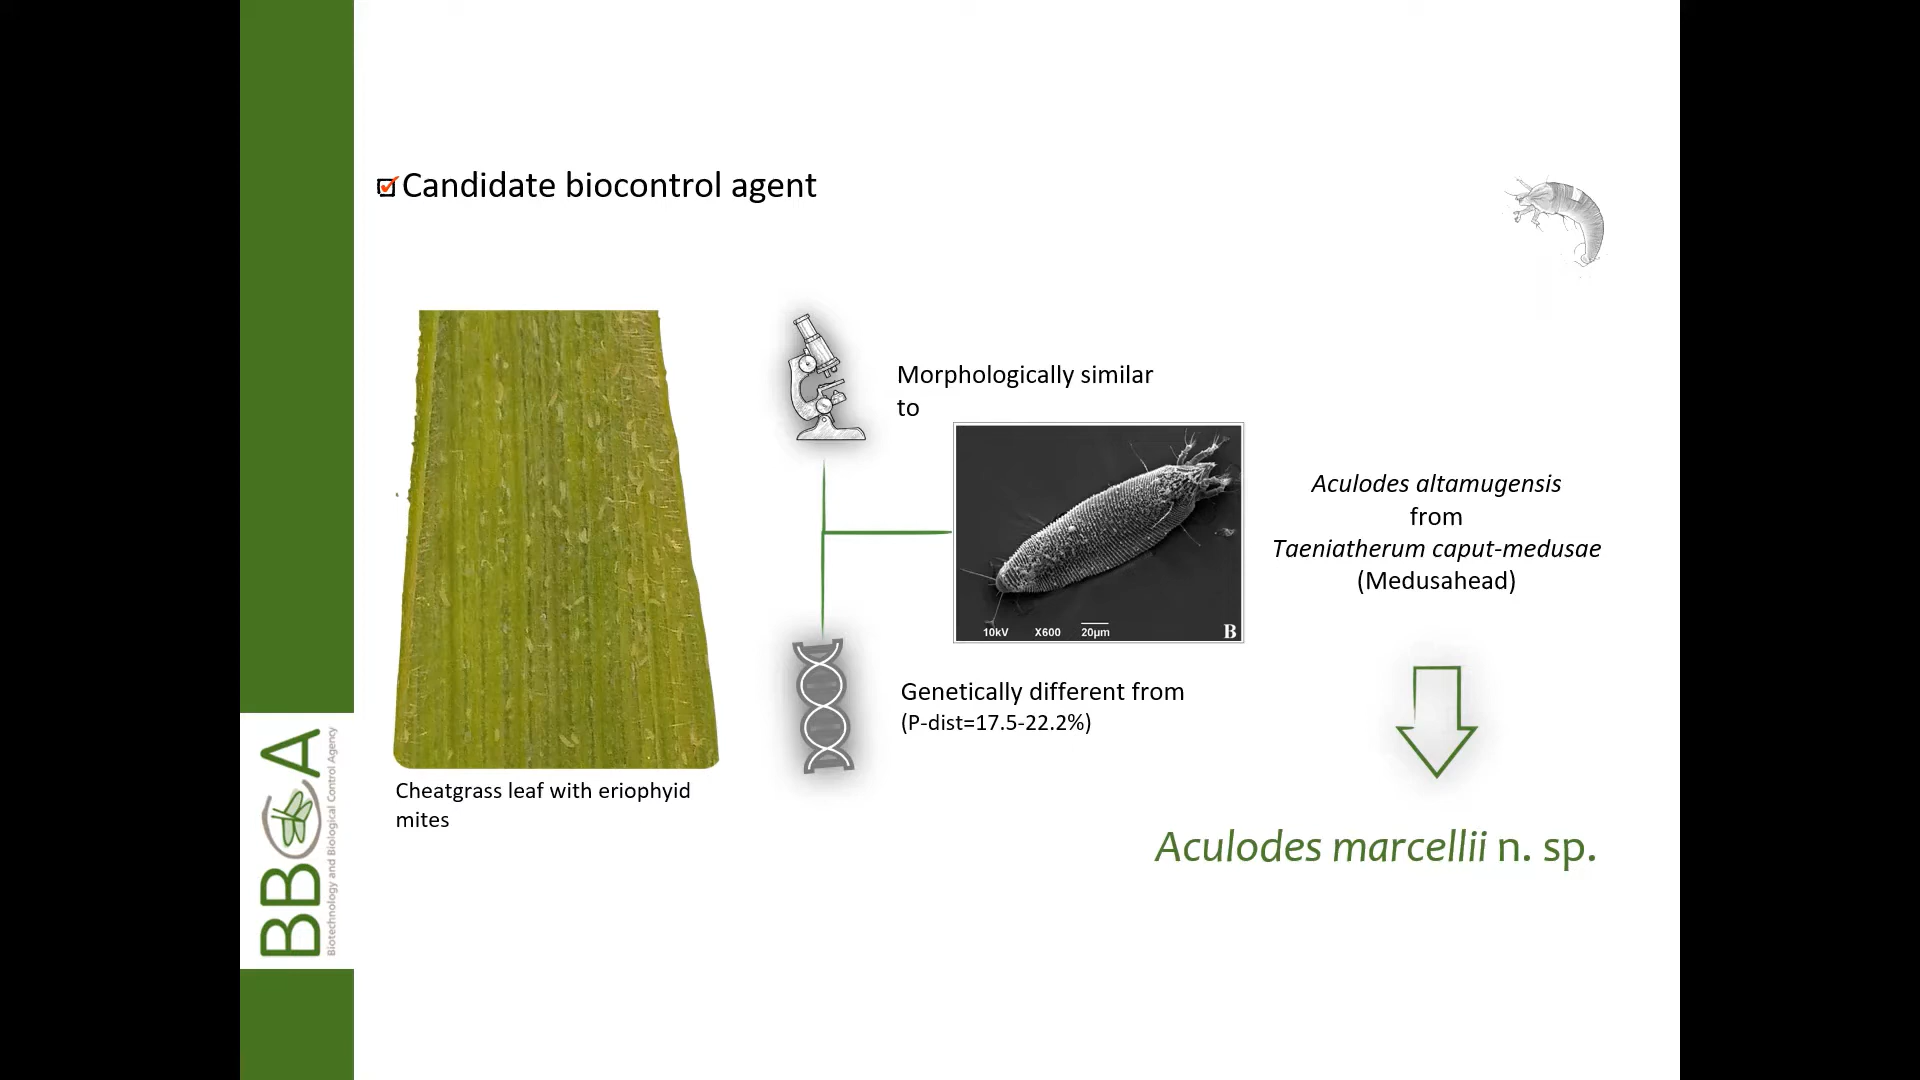 Candidate biocontrol agent
Morphologically similar
to
Aculodes altamugensis
from
Taeniatherum caput-medusae
(Medusahead)
10kV X600 20µm B
Genetically different from
(P-dist=17.5-22.2%)
Cheatgrass leaf with eriophyid
mites
Aculodes marcellii n. sp.
BBCA
Biotechnology and Biological Control Agency